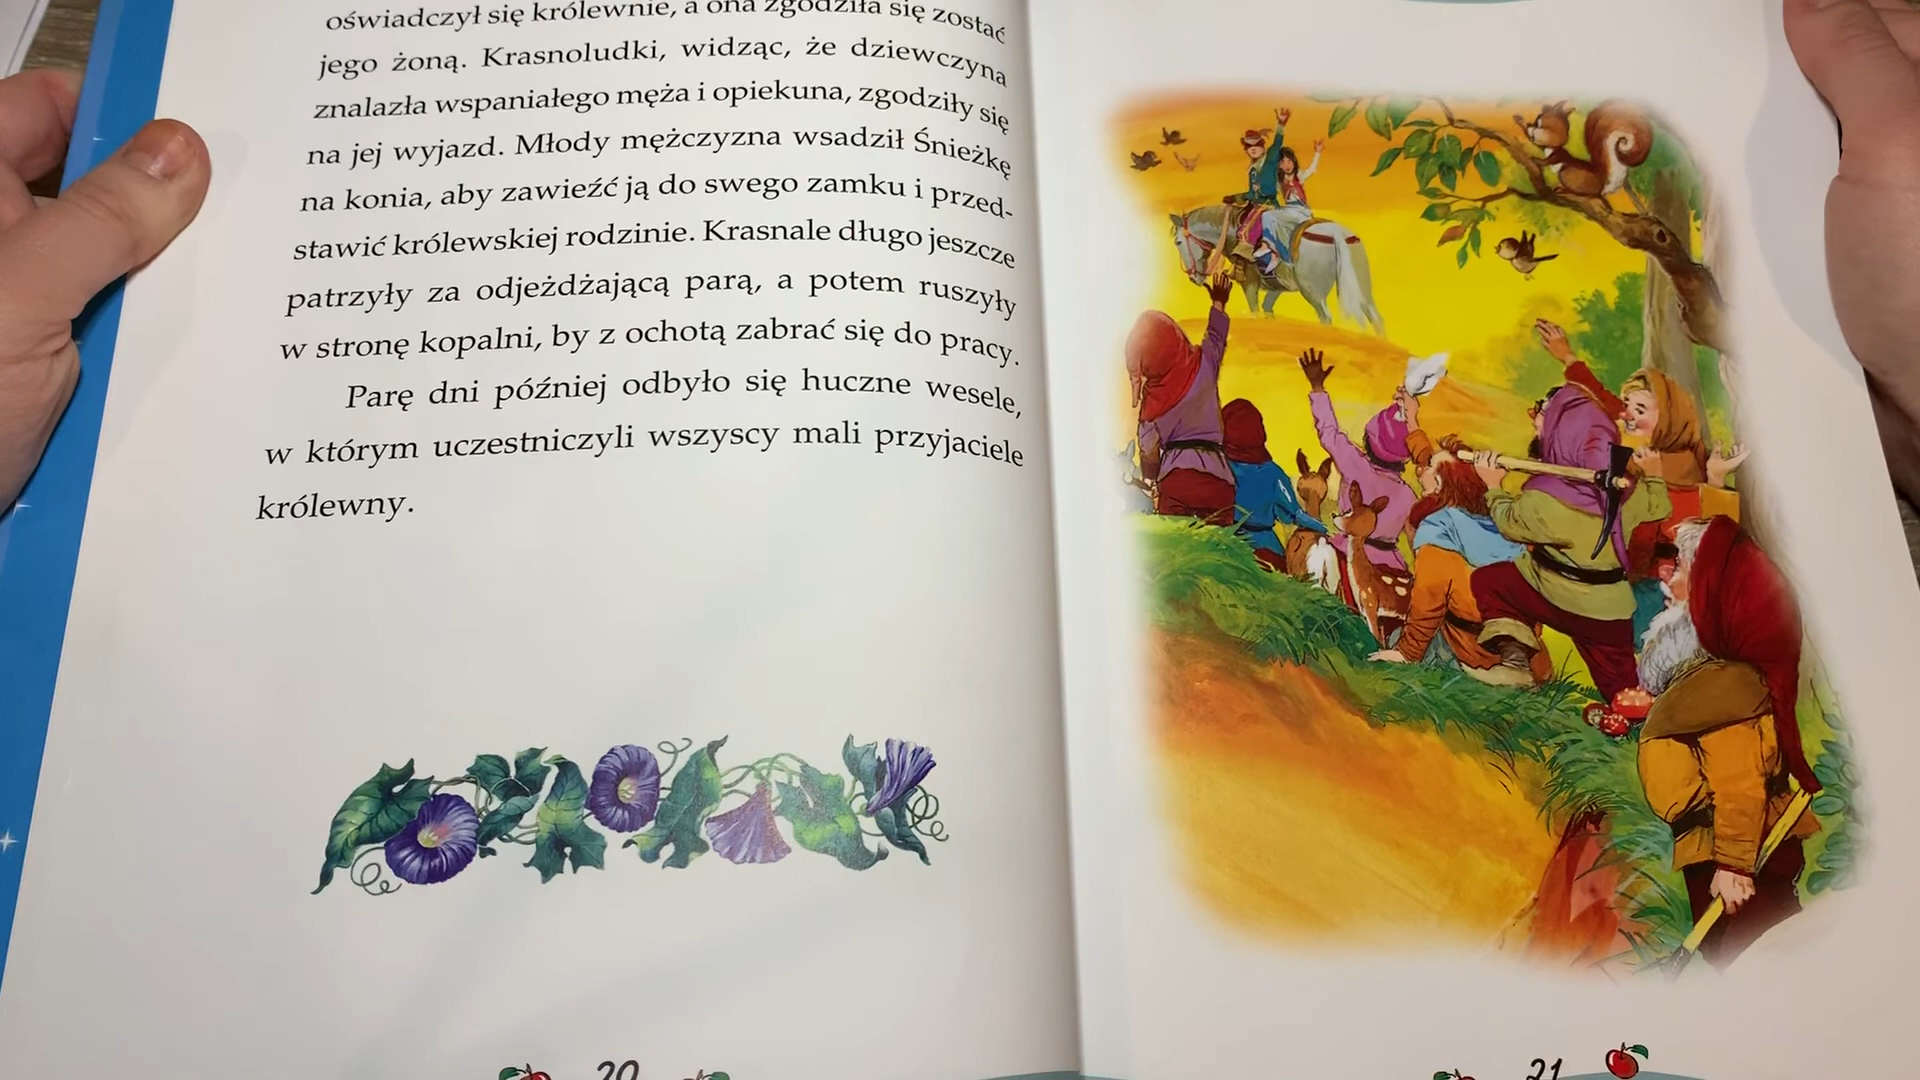 oświadczył się królewnie, a ona zgodziła się zostać
jego żoną. Krasnoludki, widząc, że dziewczyna
znalazła wspaniałego męża i opiekuna, zgodziły się
na jej wyjazd. Młody mężczyzna wsadził Śnieżkę
na konia, aby zawieźć ją do swego zamku i przed-
stawić królewskiej rodzinie. Krasnale długo jeszcze
patrzyły za odjeżdżającą parą, a potem ruszyły
w stronę kopalni, by z ochotą zabrać się do pracy.
Parę dni później odbyło się huczne wesele,
w którym uczestniczyli wszyscy mali przyjaciele
królewny.
20
21